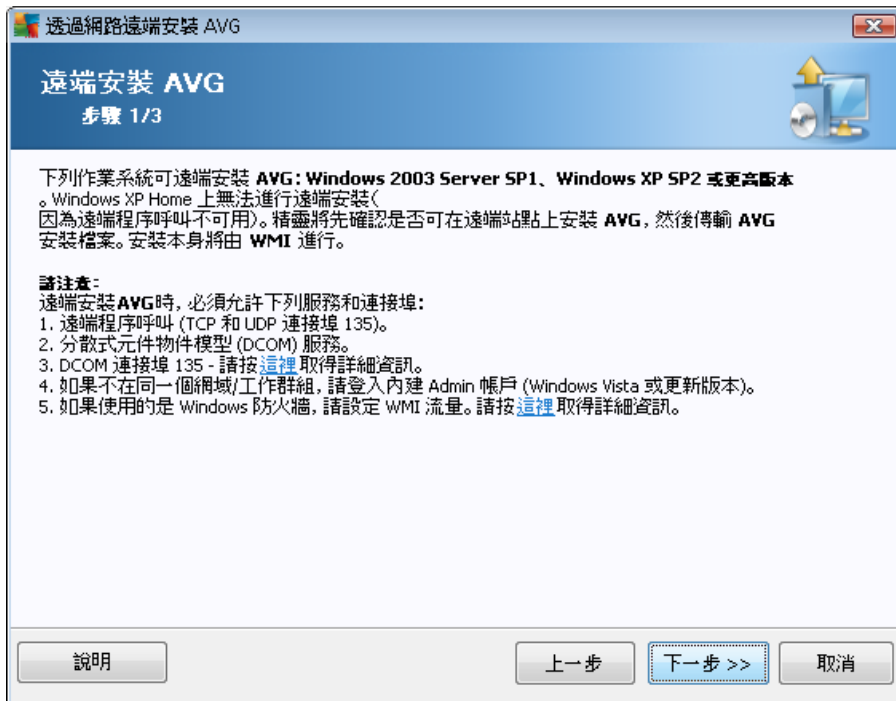 透過網路遠端安裝 AVG
遠端安裝 AVG
步驟 1/3
下列作業系統可遠端安裝 AVG: Windows 2003 Server SP1、Windows XP SP2 或更高版本
。Windows XP Home 上無法進行遠端安裝(
因為遠端程序呼叫不可用)。精靈將先確認是否可在遠端站點上安裝 AVG, 然後傳輸 AVG
安裝檔案。安裝本身將由 WMI 進行。
請注意:
遠端安裝AVG時, 必須允許下列服務和連接埠:
1. 遠端程序呼叫 (TCP 和 UDP 連接埠 135)。
2. 分散式元件物件模型 (DCOM) 服務。
3. DCOM 連接埠 135 - 請按這裡取得詳細資訊。
4. 如果不在同一個網域/工作群組, 請登入內建 Admin 帳戶 (Windows Vista 或更新版本)。
5. 如果使用的是 Windows 防火牆, 請設定 WMI 流量。請按這裡取得詳細資訊。
說明 上一步 下一步 >> 取消